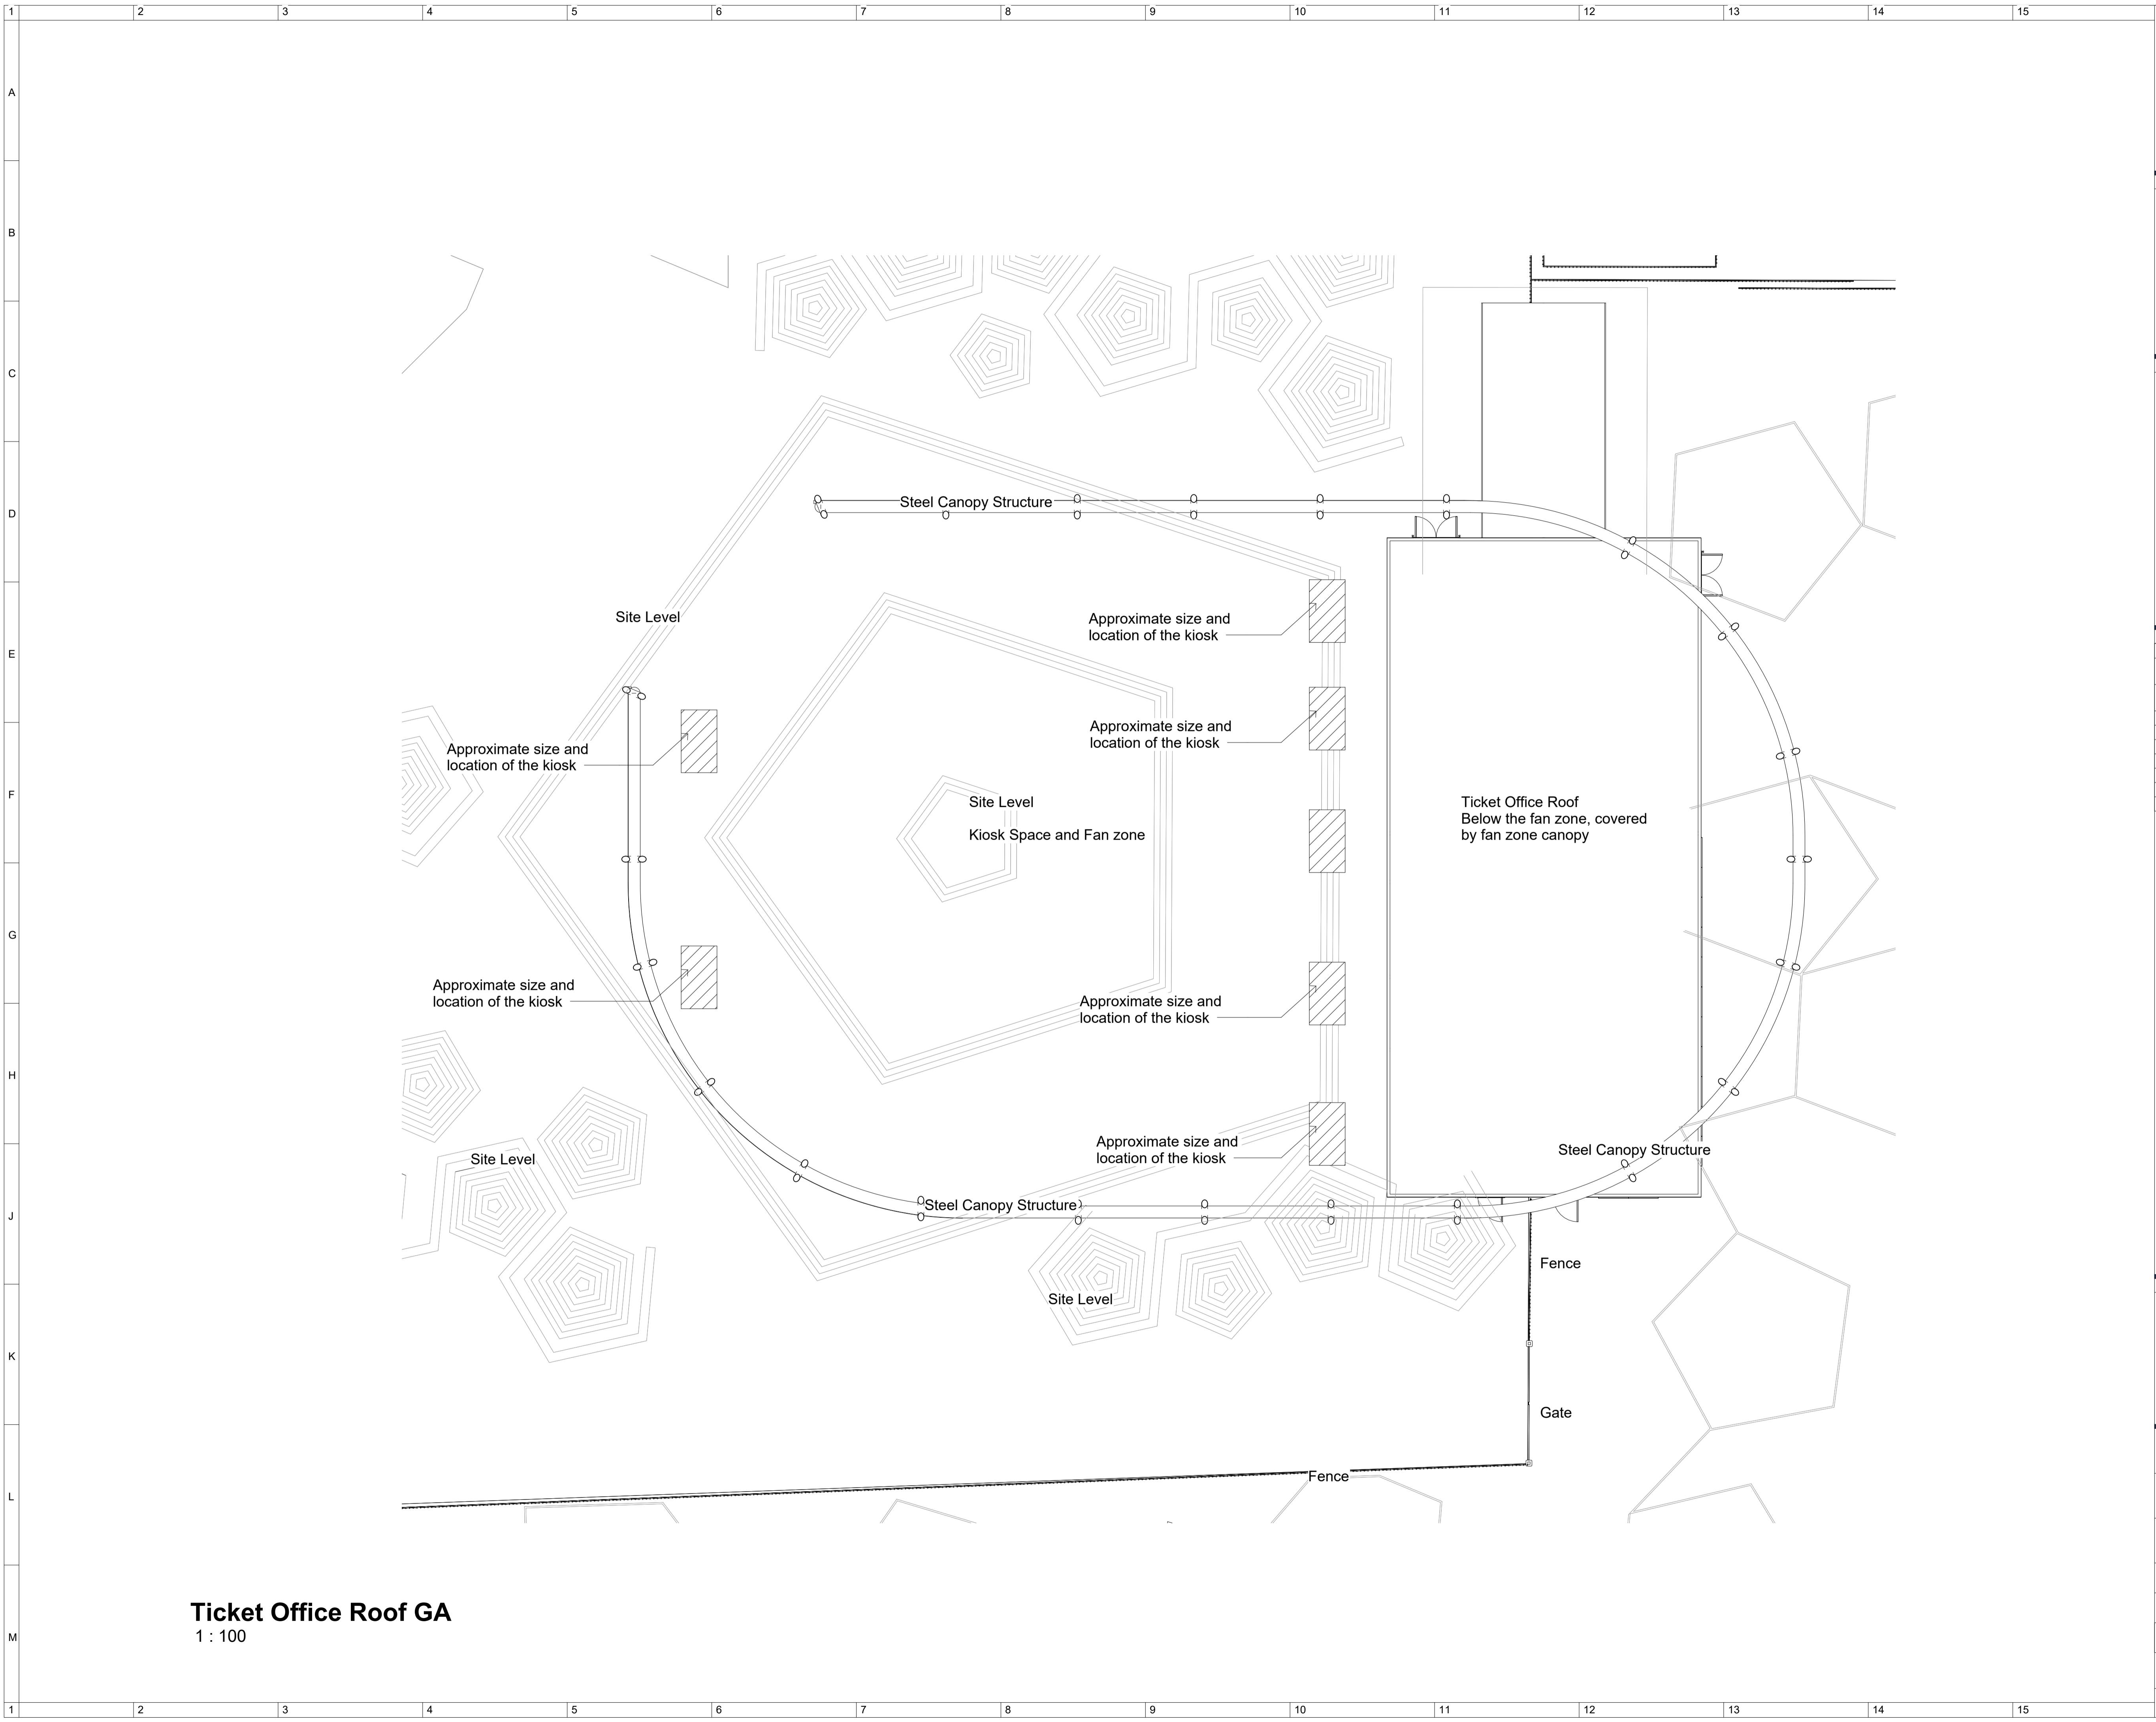 1 2 3 4 5 6 7 8 9 10 11 12 13 14 15
A
B
C
D
E
F
G
H
J
K
L
M
Steel Canopy Structure
Site Level
Approximate size and
location of the kiosk
Approximate size and
location of the kiosk
Approximate size and
location of the kiosk
Site Level
Kiosk Space and Fan zone
Ticket Office Roof
Below the fan zone, covered
by fan zone canopy
Approximate size and
location of the kiosk
Approximate size and
location of the kiosk
Approximate size and
location of the kiosk
Steel Canopy Structure
Site Level
Steel Canopy Structure
Fence
Site Level
Gate
Fence
Ticket Office Roof GA
1 : 100
1 2 3 4 5 6 7 8 9 10 11 12 13 14 15